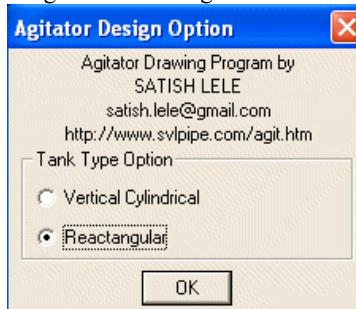 Agitator Design Option
Agitator Drawing Program by
SATISH LELE
satish.lele@gmail.com
http://www.svlpipe.com/agit.htm
Tank Type Option
Vertical Cylindrical
Reactangular
OK